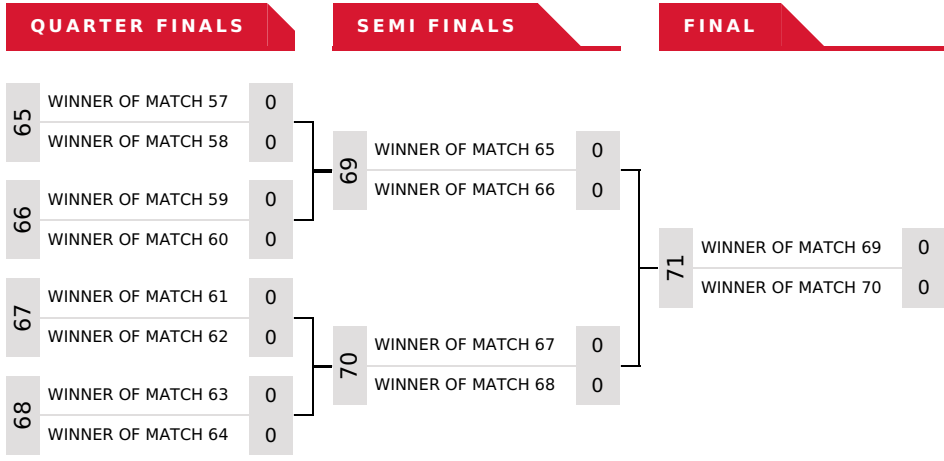 QUARTER FINALS
SEMI FINALS
FINAL
65
WINNER OF MATCH 57 0
WINNER OF MATCH 58 0
66
WINNER OF MATCH 59 0
WINNER OF MATCH 60 0
67
WINNER OF MATCH 61 0
WINNER OF MATCH 62 0
68
WINNER OF MATCH 63 0
WINNER OF MATCH 64 0
69
WINNER OF MATCH 65 0
WINNER OF MATCH 66 0
70
WINNER OF MATCH 67 0
WINNER OF MATCH 68 0
71
WINNER OF MATCH 69 0
WINNER OF MATCH 70 0